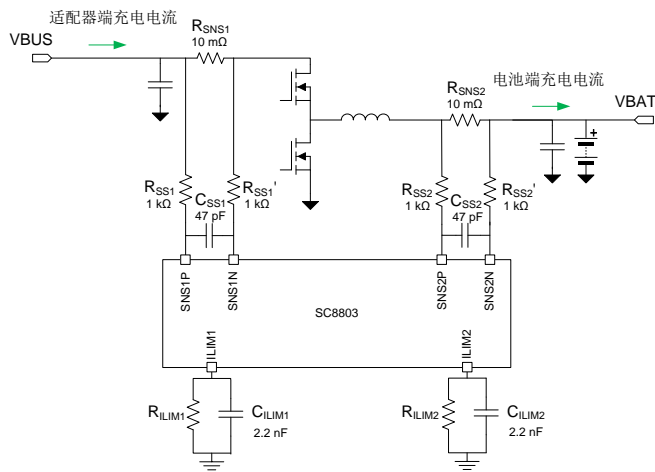 适配器端充电电流
VBUS
RSNS1
10 mΩ
RSNS2
10 mΩ
电池端充电电流
VBAT
RSS1
1 kΩ
CSS1
47 pF
RSS1'
1 kΩ
RSS2
1 kΩ
CSS2
47 pF
RSS2'
1 kΩ
+
SNS1P
SNS1N
SNS2P
SNS2N
SC8803
ILIM1
ILIM2
RILIM1
CILIM1
2.2 nF
RILIM2
CILIM2
2.2 nF